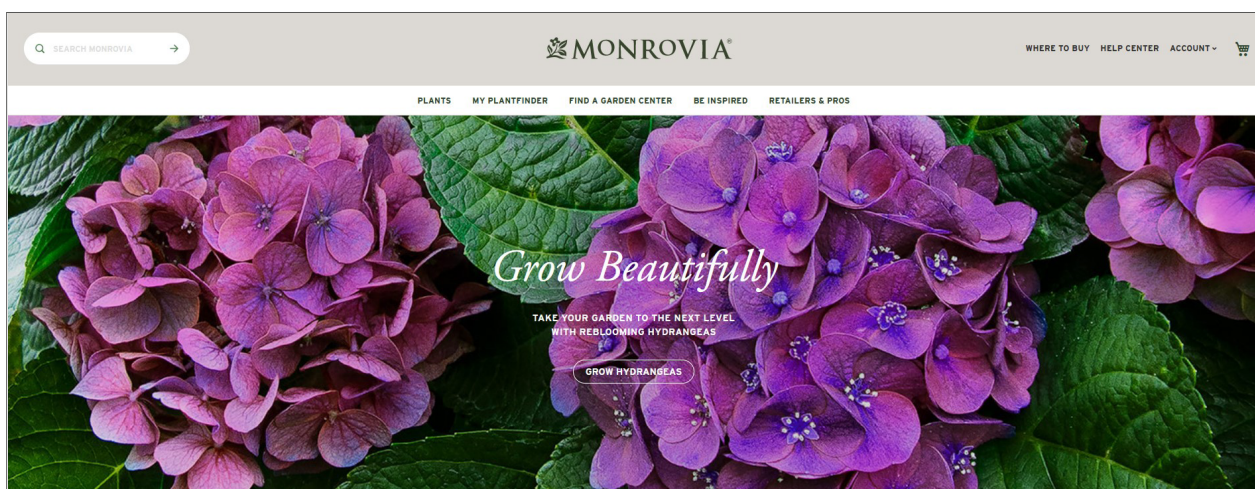 SEARCH MONROVIA
MONROVIA®
WHERE TO BUY
HELP CENTER
ACCOUNT
PLANTS
MY PLANTFINDER
FIND A GARDEN CENTER
BE INSPIRED
RETAILERS & PROS
Grow Beautifully
TAKE YOUR GARDEN TO THE NEXT LEVEL
WITH REBLOOMING HYDRANGEAS
GROW HYDRANGEAS